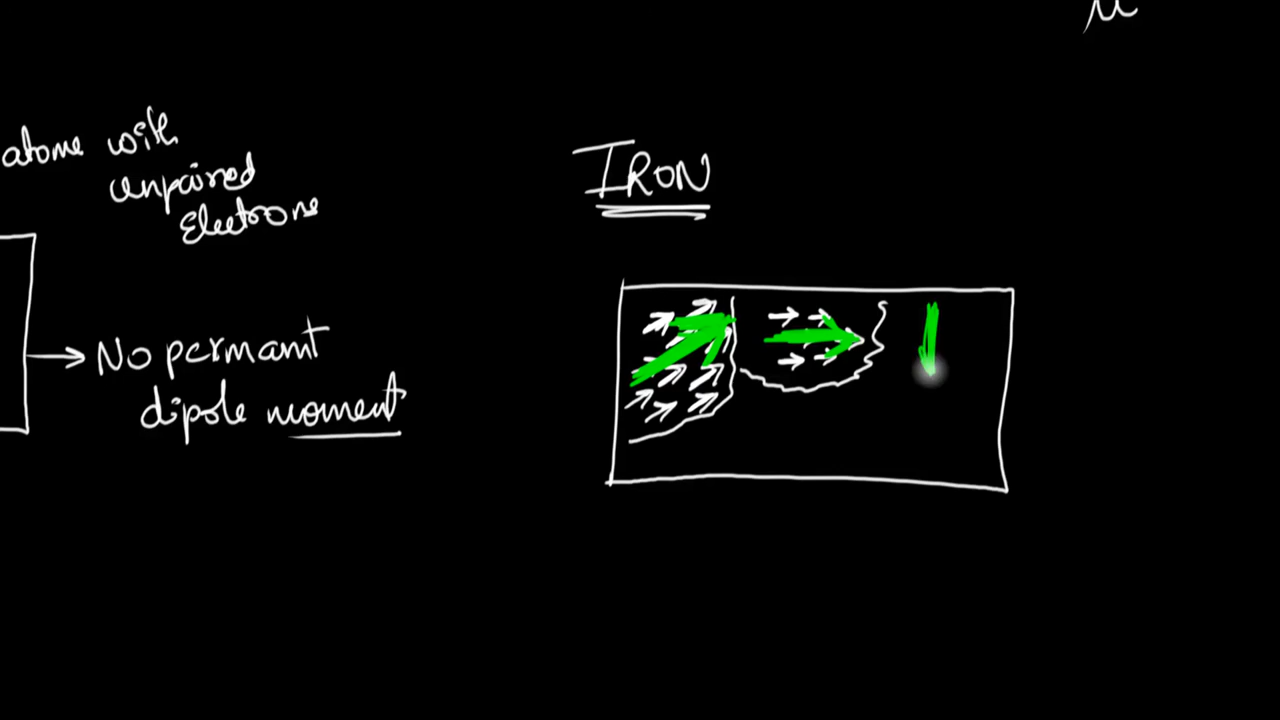 μ
atoms with
unpaired
Electrons
IRON
No permant
dipole moment